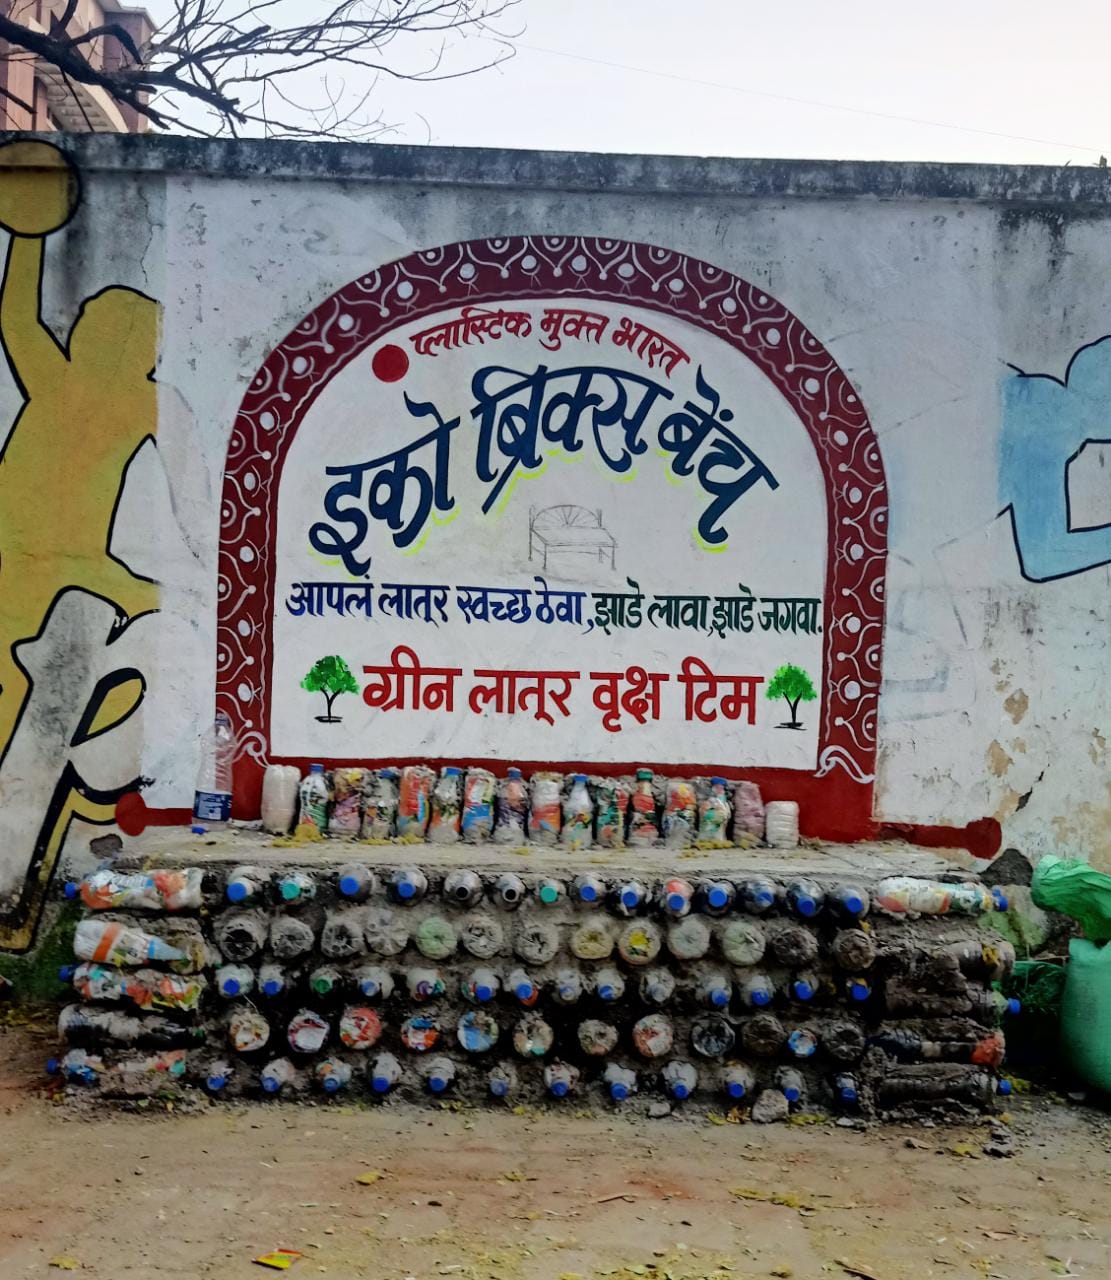 प्लास्टिक मुक्त भारत
इको ब्रिक्स बेंच
आपलं लातूर स्वच्छ ठेवा, झाडे लावा, झाडे जगवा.
ग्रीन लातूर वृक्ष टिम